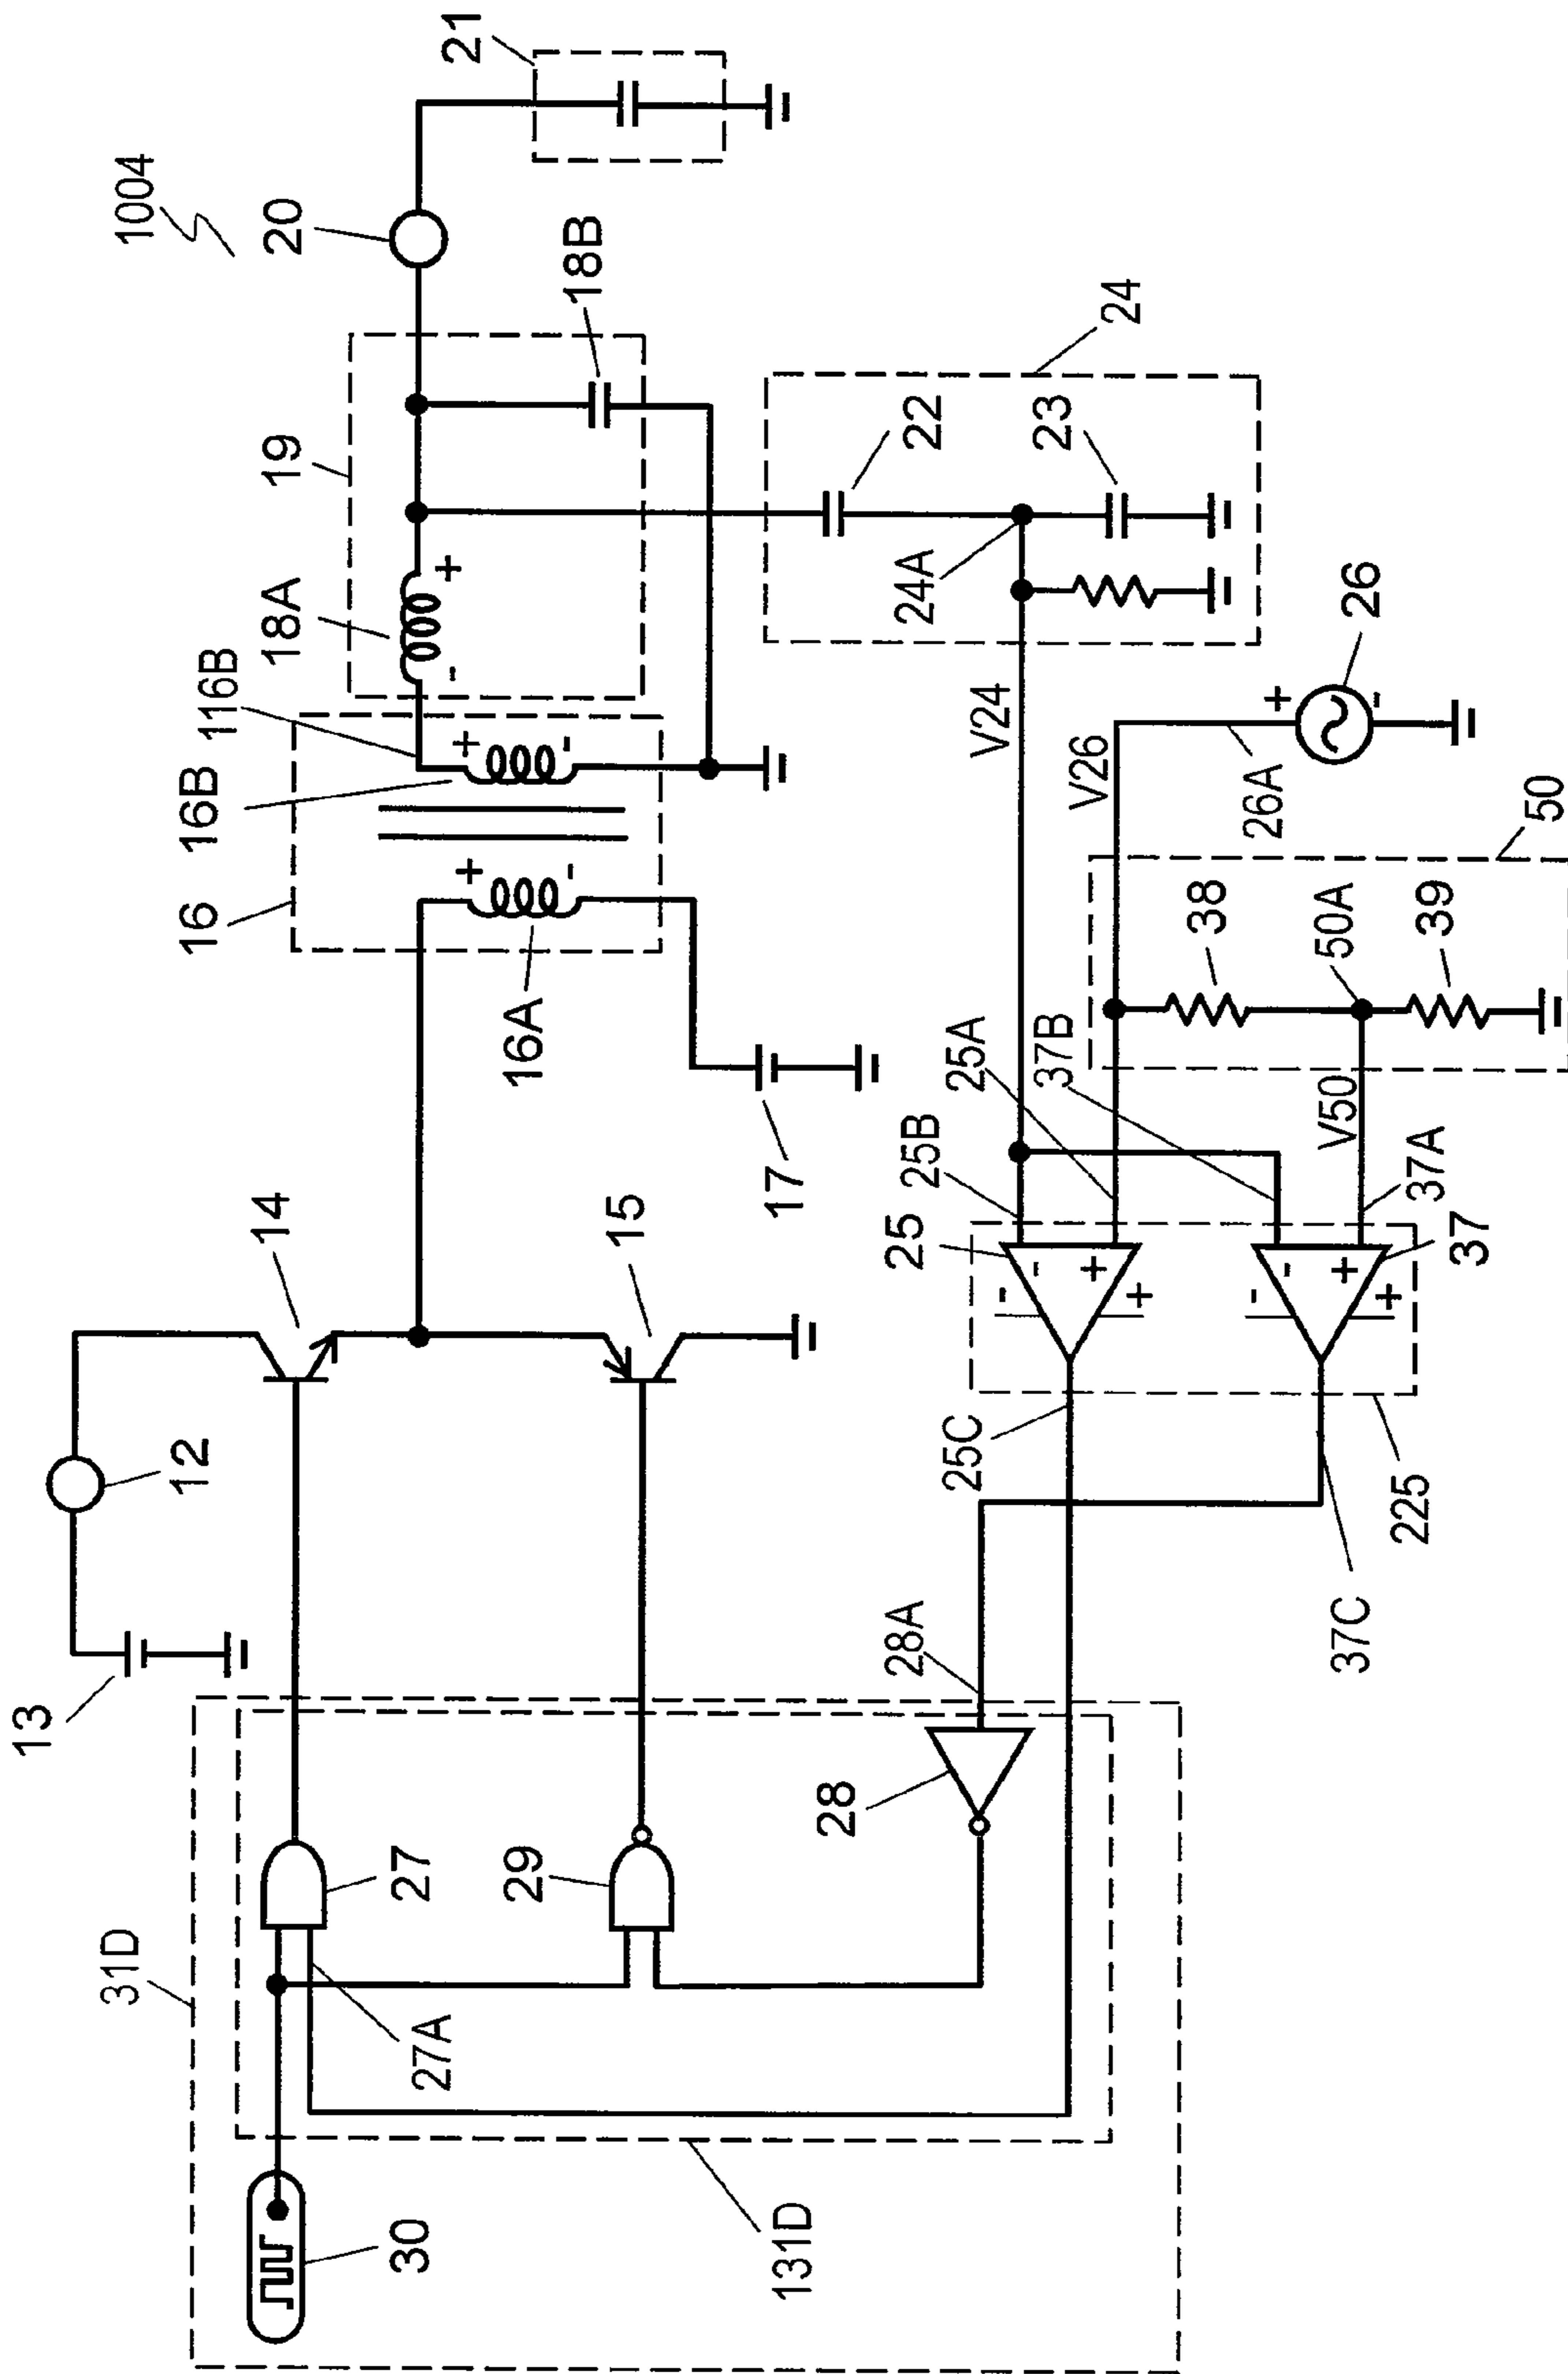 1004
13
12
14
15
16
16A
16B
116B
17
18A
+
-
+
-
+
-
19
18B
20
21
31D
30
27
27A
29
28
28A
131D
25C
37C
225
25
25B
25A
37B
37A
37
-
+
-
+
-
+
-
+
V24
24A
22
23
24
V26
26A
26
+
-
V50
50A
38
39
50